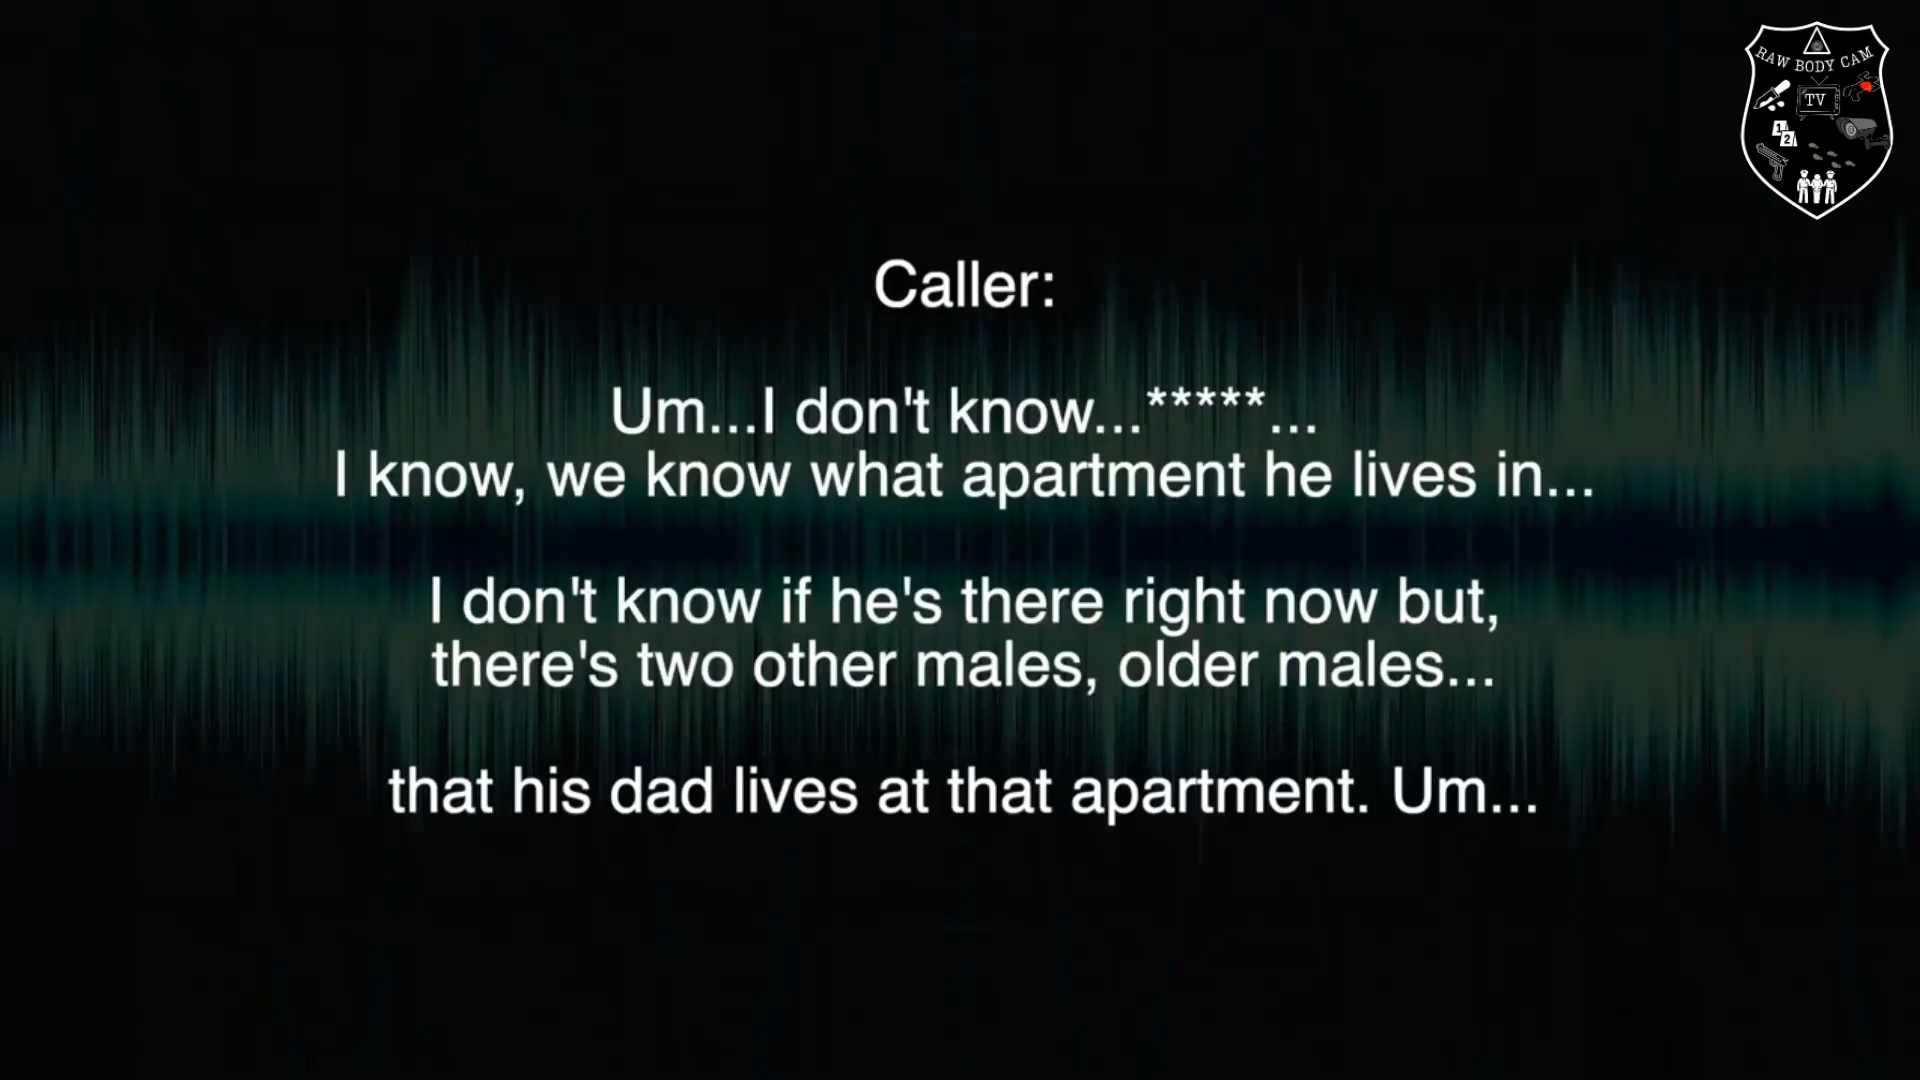 RAW BODY CAM
TV
1
2
Caller:
Um...I don't know...*****...
I know, we know what apartment he lives in...
I don't know if he's there right now but,
there's two other males, older males...
that his dad lives at that apartment. Um...